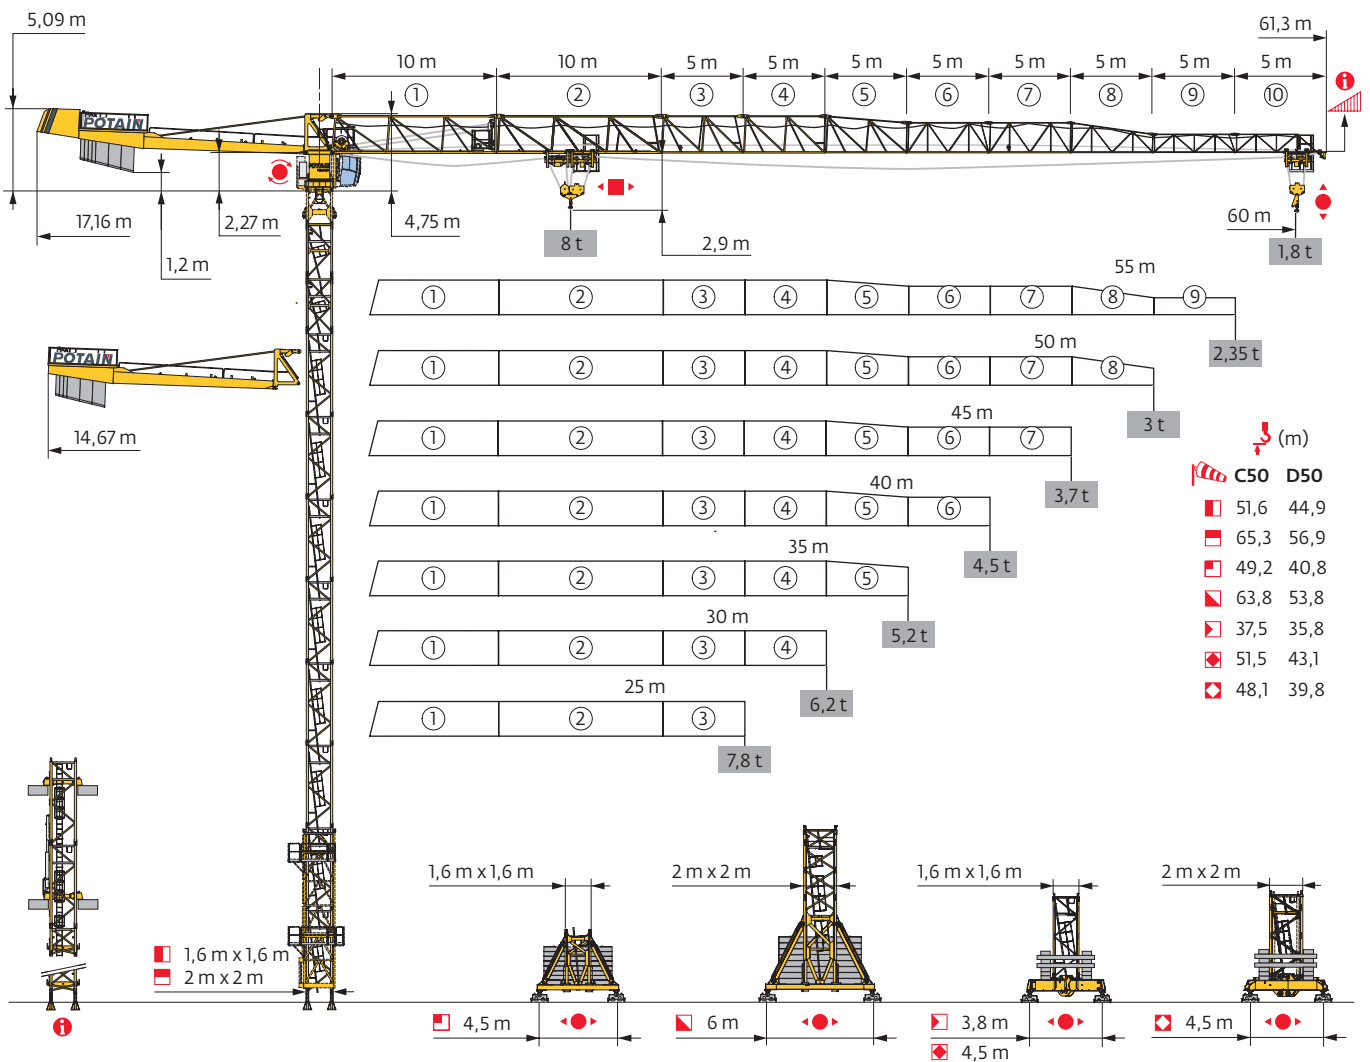 5,09 m
61,3 m
10 m 10 m 5 m 5 m 5 m 5 m 5 m 5 m 5 m 5 m
1 2 3 4 5 6 7 8 9 10
i
POTAIN
POTAIN
17,16 m
2,27 m
4,75 m
60 m
8 t
2,9 m
1,8 t
1,2 m
55 m
1 2 3 4 5 6 7 8 9
2,35 t
50 m
1 2 3 4 5 6 7 8
3 t
POTAIN
14,67 m
45 m
1 2 3 4 5 6 7
3,7 t
40 m
1 2 3 4 5 6
4,5 t
35 m
1 2 3 4 5
5,2 t
30 m
1 2 3 4
6,2 t
25 m
1 2 3
7,8 t
(m)
C50 D50
51,6 44,9
65,3 56,9
49,2 40,8
63,8 53,8
37,5 35,8
51,5 43,1
48,1 39,8
1,6 m x 1,6 m
2 m x 2 m
1,6 m x 1,6 m
2 m x 2 m
1,6 m x 1,6 m
2 m x 2 m
i
4,5 m
6 m
3,8 m
4,5 m
4,5 m